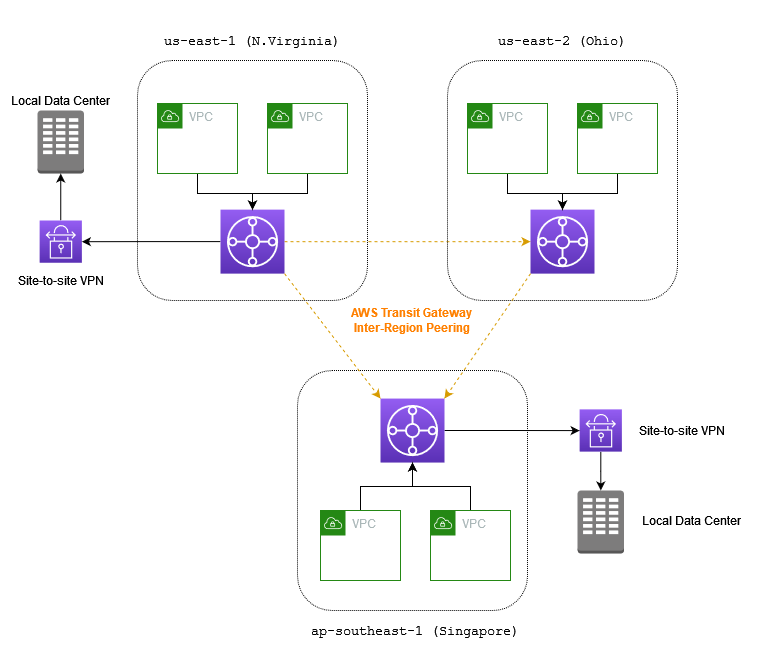 us-east-1 (N.Virginia)
us-east-2 (Ohio)
Local Data Center
VPC
VPC
VPC
VPC
Site-to-site VPN
AWS Transit Gateway
Inter-Region Peering
Site-to-site VPN
VPC
VPC
Local Data Center
ap-southeast-1 (Singapore)